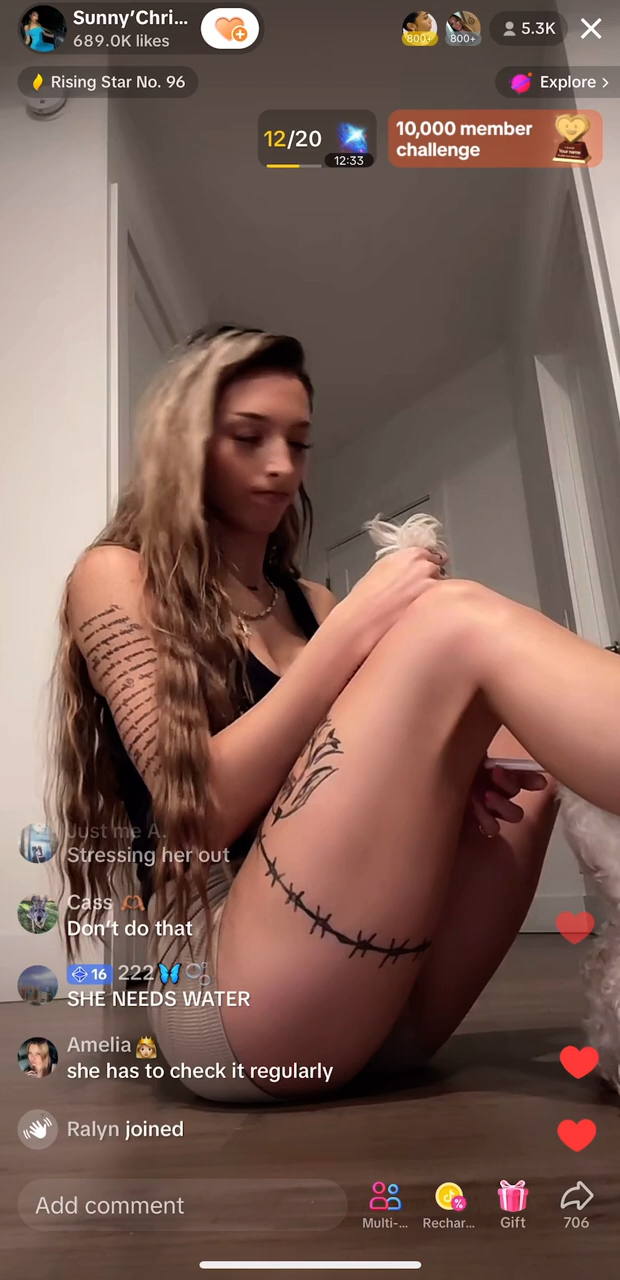 Sunny'Chri...
689.0K likes
800+
800+
5.3K
Rising Star No. 96
Explore >
12/20
12:33
10,000 member
challenge
Just me A.
Stressing her out
Cass
Don't do that
16 222
SHE NEEDS WATER
Amelia
she has to check it regularly
Ralyn joined
Add comment
Multi-...
Rechar...
Gift
706